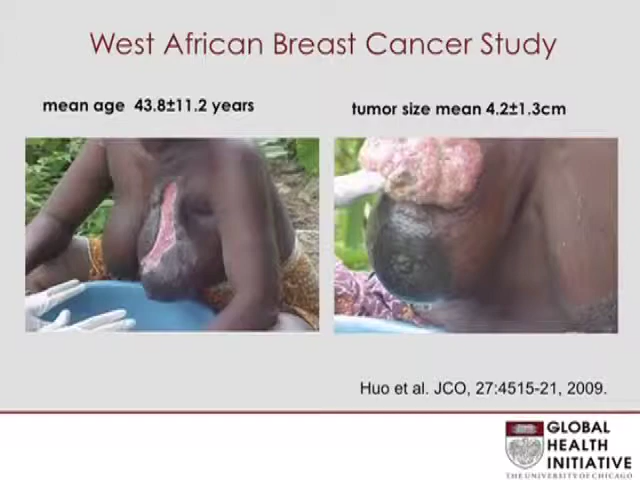 West African Breast Cancer Study
mean age 43.8±11.2 years
tumor size mean 4.2±1.3cm
Huo et al. JCO, 27:4515-21, 2009.
GLOBAL
HEALTH
INITIATIVE
THE UNIVERSITY OF CHICAGO